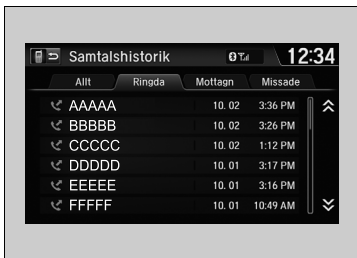 Samtalshistorik 12:34
Allt Ringda Mottagn Missade
AAAAA 10. 02 3:36 PM
BBBBB 10. 02 3:26 PM
CCCCC 10. 02 1:12 PM
DDDDD 10. 01 3:17 PM
EEEEE 10. 01 3:16 PM
FFFFF 10. 01 10:49 AM